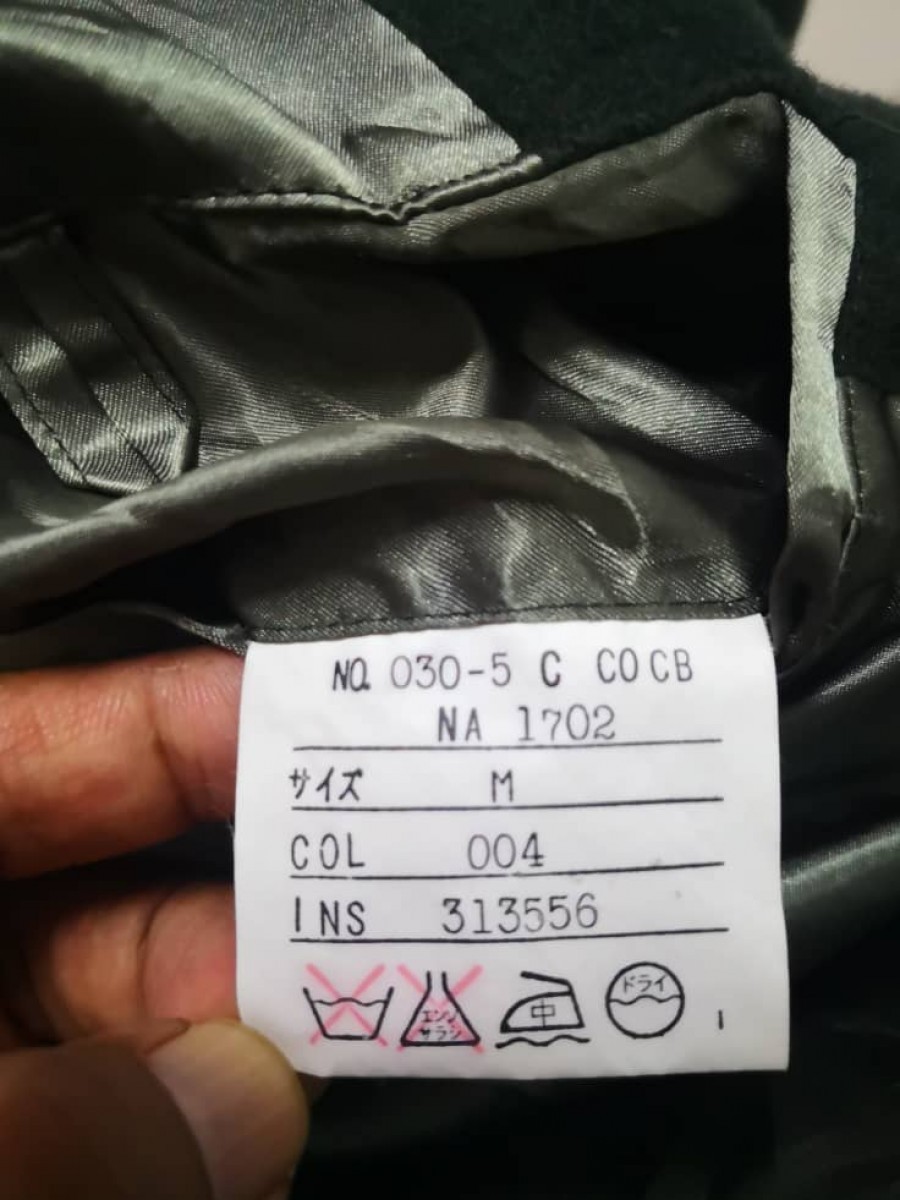 NO. 030-5 C COCB
NA 1702
サイズ M
COL 004
INS 313556
エンソ
サラシ
中
ドライ
1